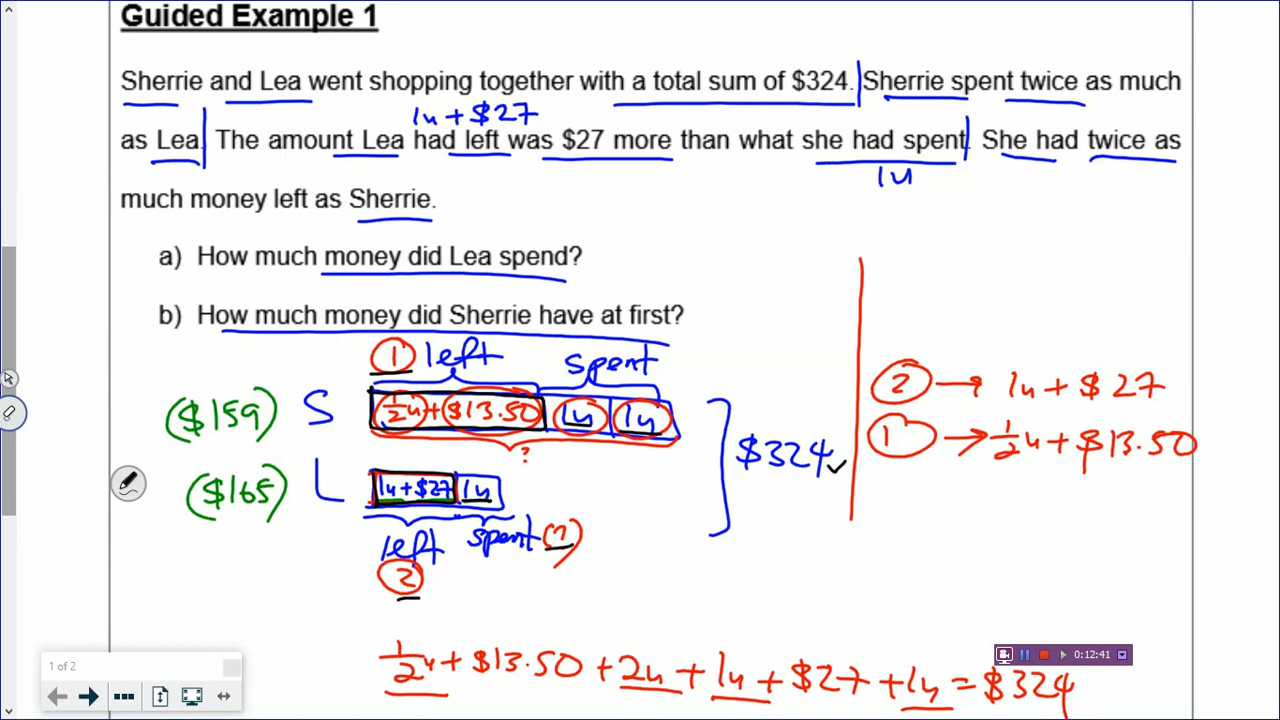 Guided Example 1
Sherrie and Lea went shopping together with a total sum of $324. Sherrie spent twice as much
1u + $27
as Lea. The amount Lea had left was $27 more than what she had spent. She had twice as
1u
much money left as Sherrie.
a) How much money did Lea spend?
b) How much money did Sherrie have at first?
1 left spent
2 → 1u + $27
($159) S ½u+$13.50 1u 1u
1 → ½u + $13.50
?
$324
($165) L 1u+$27 1u
left spent (?)
2
1 of 2
0:12:41
½u + $13.50 + 2u + 1u + $27 + 1u = $324